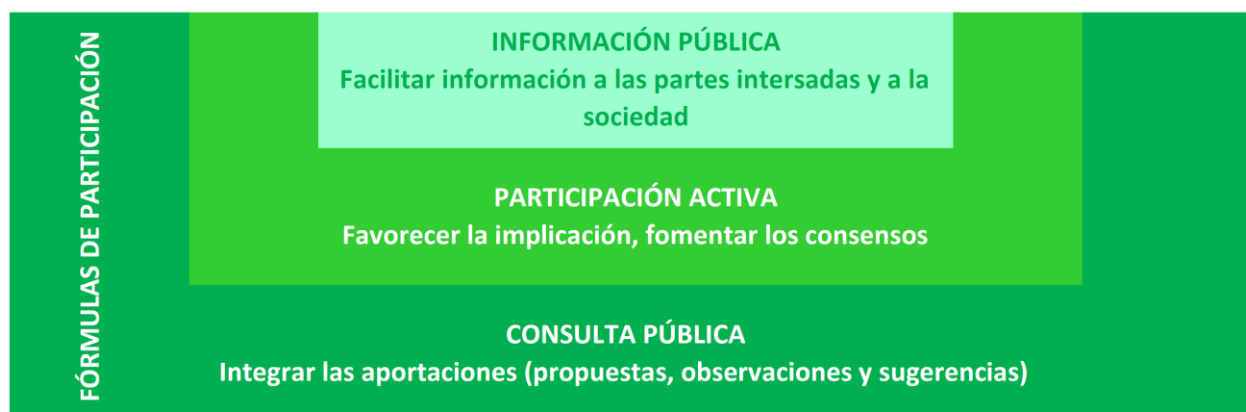 FÓRMULAS DE PARTICIPACIÓN
INFORMACIÓN PÚBLICA
Facilitar información a las partes intersadas y a la
sociedad
PARTICIPACIÓN ACTIVA
Favorecer la implicación, fomentar los consensos
CONSULTA PÚBLICA
Integrar las aportaciones (propuestas, observaciones y sugerencias)